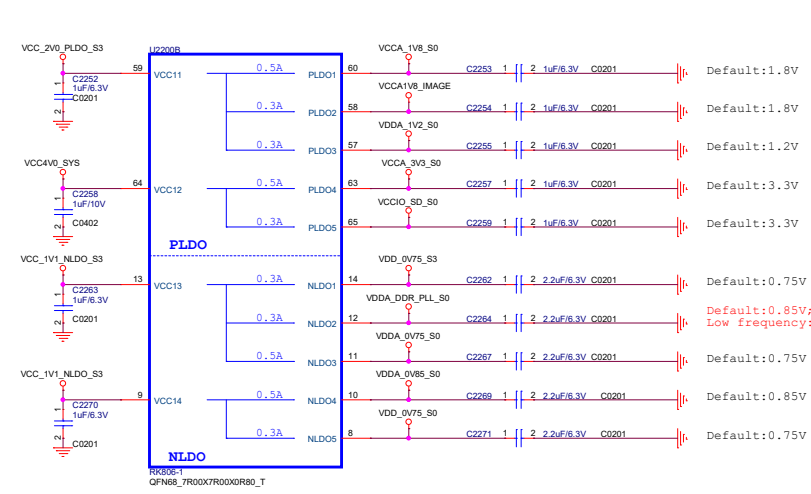 VCC_2V0_PLDO_S3
U2200B
VCCA_1V8_S0
59 VCC11 0.5A PLDO1 60 C2253 1 2 1uF/6.3V C0201 Default:1.8V
1 C2252
1uF/6.3V
C0201
2
VCCA1V8_IMAGE
0.3A PLDO2 58 C2254 1 2 1uF/6.3V C0201 Default:1.8V
VDDA_1V2_S0
0.3A PLDO3 57 C2255 1 2 1uF/6.3V C0201 Default:1.2V
VCC4V0_SYS
VCCA_3V3_S0
64 VCC12 0.5A PLDO4 63 C2257 1 2 1uF/6.3V C0201 Default:3.3V
1 C2258
1uF/10V
2 C0402
VCCIO_SD_S0
0.3A PLDO5 65 C2259 1 2 1uF/6.3V C0201 Default:3.3V
PLDO
VCC_1V1_NLDO_S3
VDD_0V75_S3
13 VCC13 0.3A NLDO1 14 C2262 1 2 2.2uF/6.3V C0201 Default:0.75V
1 C2263
1uF/6.3V
2 C0201
VDDA_DDR_PLL_S0
0.3A NLDO2 12 C2264 1 2 2.2uF/6.3V C0201 Default:0.85V;
Low frequency:
VDDA_0V75_S0
0.5A NLDO3 11 C2267 1 2 2.2uF/6.3V C0201 Default:0.75V
VCC_1V1_NLDO_S3
VDDA_0V85_S0
9 VCC14 0.5A NLDO4 10 C2269 1 2 2.2uF/6.3V C0201 Default:0.85V
1 C2270
1uF/6.3V
2 C0201
VDD_0V75_S0
0.3A NLDO5 8 C2271 1 2 2.2uF/6.3V C0201 Default:0.75V
NLDO
RK806-1
QFN68_7R00X7R00X0R80_T